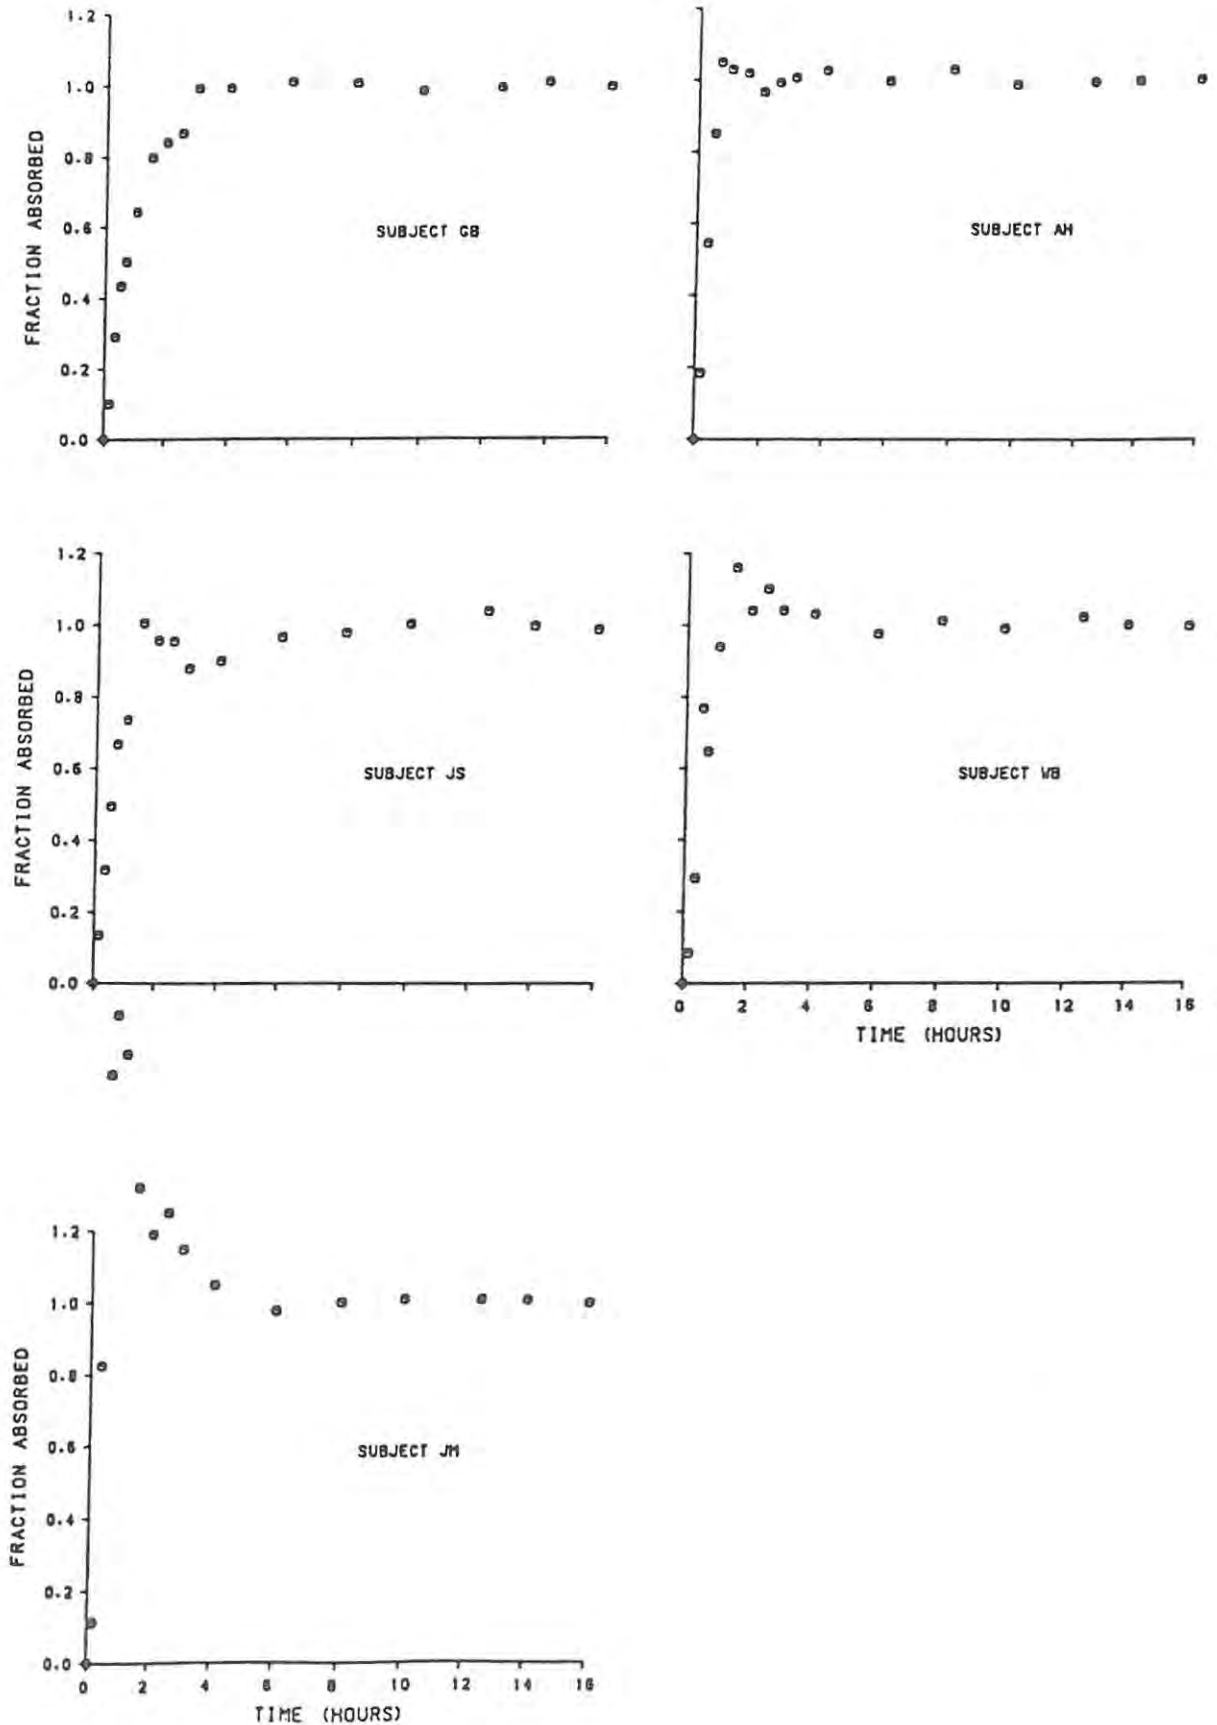 1.2
1.0
0.8
0.6
0.4
0.2
0.0
FRACTION ABSORBED
SUBJECT GB
SUBJECT AH
1.2
1.0
0.8
0.6
0.4
0.2
0.0
FRACTION ABSORBED
SUBJECT JS
SUBJECT WB
0 2 4 6 8 10 12 14 16
TIME (HOURS)
1.2
1.0
0.8
0.6
0.4
0.2
0.0
FRACTION ABSORBED
SUBJECT JM
0 2 4 6 8 10 12 14 16
TIME (HOURS)